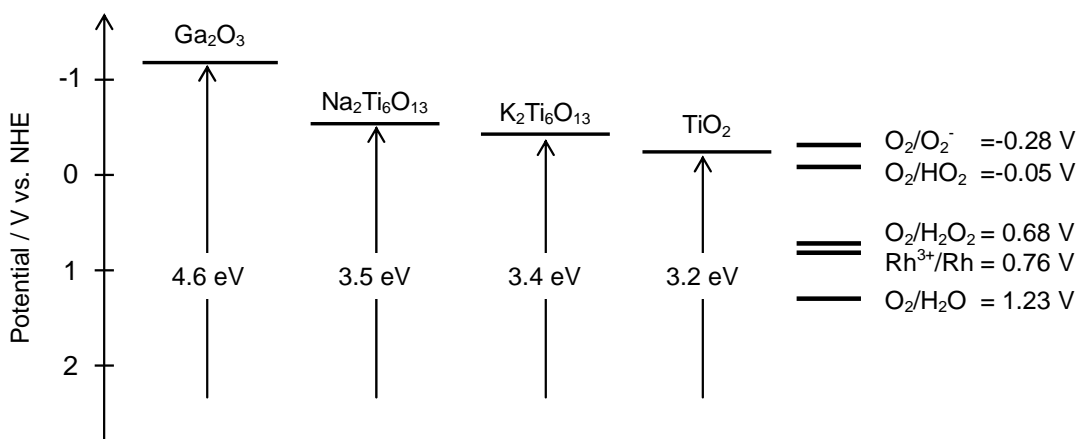 Potential / V vs. NHE
-1
0
1
2
Ga₂O₃
Na₂Ti₆O₁₃
K₂Ti₆O₁₃
TiO₂
4.6 eV
3.5 eV
3.4 eV
3.2 eV
O₂/O₂⁻ =-0.28 V
O₂/HO₂ =-0.05 V
O₂/H₂O₂ = 0.68 V
Rh³⁺/Rh = 0.76 V
O₂/H₂O = 1.23 V